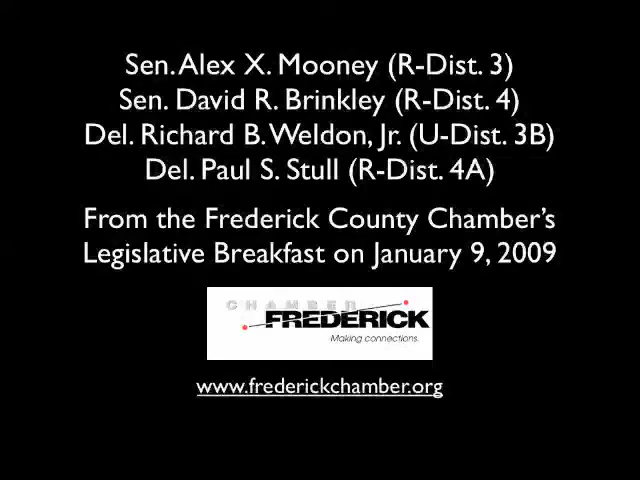 Sen. Alex X. Mooney (R-Dist. 3)
Sen. David R. Brinkley (R-Dist. 4)
Del. Richard B. Weldon, Jr. (U-Dist. 3B)
Del. Paul S. Stull (R-Dist. 4A)
From the Frederick County Chamber's
Legislative Breakfast on January 9, 2009
CHAMBER
FREDERICK
Making connections.
www.frederickchamber.org